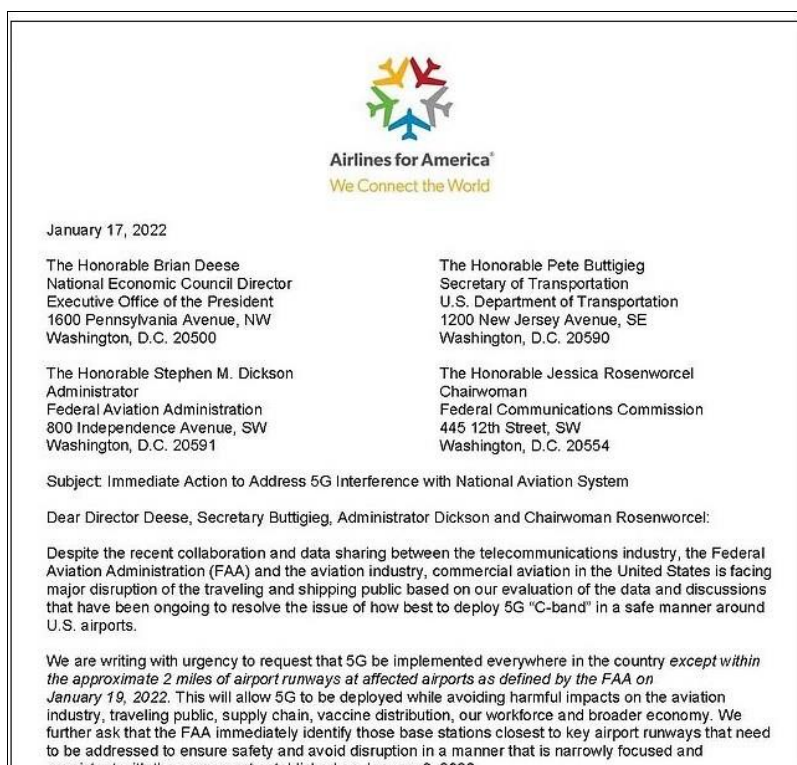 Airlines for America®
We Connect the World
January 17, 2022
The Honorable Brian Deese
National Economic Council Director
Executive Office of the President
1600 Pennsylvania Avenue, NW
Washington, D.C. 20500
The Honorable Pete Buttigieg
Secretary of Transportation
U.S. Department of Transportation
1200 New Jersey Avenue, SE
Washington, D.C. 20590
The Honorable Stephen M. Dickson
Administrator
Federal Aviation Administration
800 Independence Avenue, SW
Washington, D.C. 20591
The Honorable Jessica Rosenworcel
Chairwoman
Federal Communications Commission
445 12th Street, SW
Washington, D.C. 20554
Subject: Immediate Action to Address 5G Interference with National Aviation System
Dear Director Deese, Secretary Buttigieg, Administrator Dickson and Chairwoman Rosenworcel:
Despite the recent collaboration and data sharing between the telecommunications industry, the Federal
Aviation Administration (FAA) and the aviation industry, commercial aviation in the United States is facing
major disruption of the traveling and shipping public based on our evaluation of the data and discussions
that have been ongoing to resolve the issue of how best to deploy 5G “C-band” in a safe manner around
U.S. airports.
We are writing with urgency to request that 5G be implemented everywhere in the country except within
the approximate 2 miles of airport runways at affected airports as defined by the FAA on
January 19, 2022. This will allow 5G to be deployed while avoiding harmful impacts on the aviation
industry, traveling public, supply chain, vaccine distribution, our workforce and broader economy. We
further ask that the FAA immediately identify those base stations closest to key airport runways that need
to be addressed to ensure safety and avoid disruption in a manner that is narrowly focused and